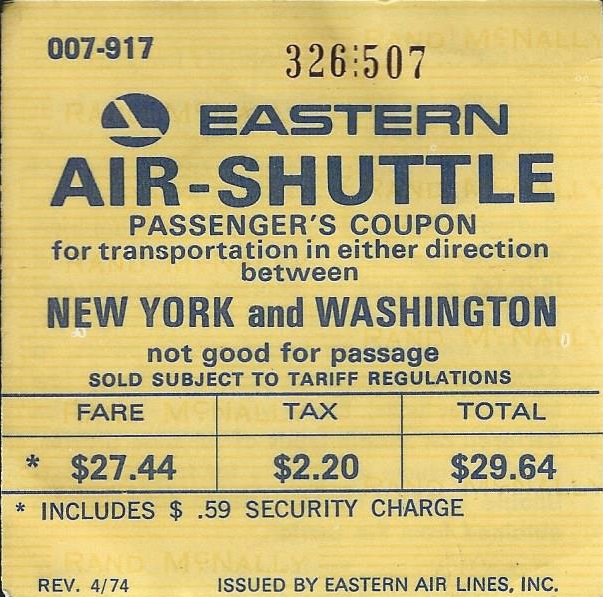 007-917
326:507
EASTERN
AIR-SHUTTLE
PASSENGER'S COUPON
for transportation in either direction
between
NEW YORK and WASHINGTON
not good for passage
SOLD SUBJECT TO TARIFF REGULATIONS
FARE TAX TOTAL
* $27.44 $2.20 $29.64
* INCLUDES $ .59 SECURITY CHARGE
RAND MCNALLY
REV. 4/74 ISSUED BY EASTERN AIR LINES, INC.